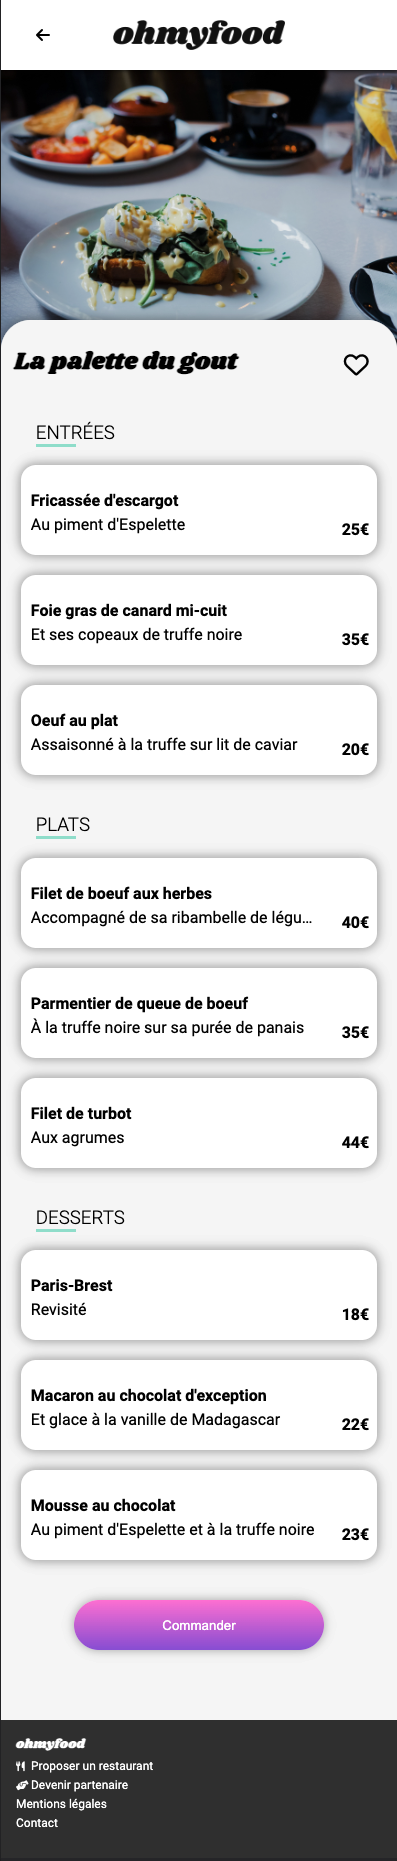 ohmyfood
La palette du gout
ENTRÉES
Fricassée d'escargot
Au piment d'Espelette
25€
Foie gras de canard mi-cuit
Et ses copeaux de truffe noire
35€
Oeuf au plat
Assaisonné à la truffe sur lit de caviar
20€
PLATS
Filet de boeuf aux herbes
Accompagné de sa ribambelle de légu...
40€
Parmentier de queue de boeuf
À la truffe noire sur sa purée de panais
35€
Filet de turbot
Aux agrumes
44€
DESSERTS
Paris-Brest
Revisité
18€
Macaron au chocolat d'exception
Et glace à la vanille de Madagascar
22€
Mousse au chocolat
Au piment d'Espelette et à la truffe noire
23€
Commander
ohmyfood
Proposer un restaurant
Devenir partenaire
Mentions légales
Contact